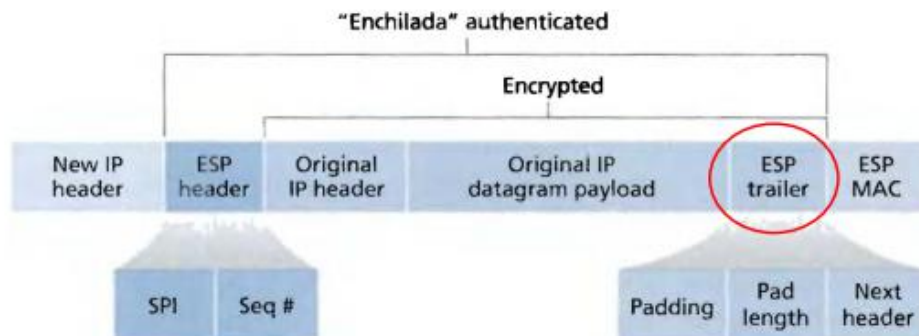 “Enchilada” authenticated
Encrypted
New IP header
ESP header
Original IP header
Original IP datagram payload
ESP trailer
ESP MAC
SPI
Seq #
Padding
Pad length
Next header